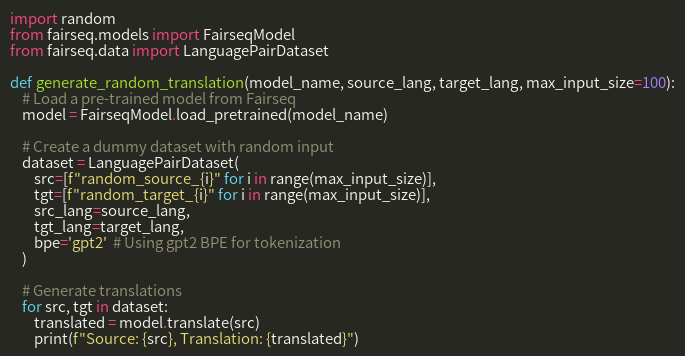 import random
from fairseq.models import FairseqModel
from fairseq.data import LanguagePairDataset

def generate_random_translation(model_name, source_lang, target_lang, max_input_size=100):
    # Load a pre-trained model from Fairseq
    model = FairseqModel.load_pretrained(model_name)

    # Create a dummy dataset with random input
    dataset = LanguagePairDataset(
        src=[f"random_source_{i}" for i in range(max_input_size)],
        tgt=[f"random_target_{i}" for i in range(max_input_size)],
        src_lang=source_lang,
        tgt_lang=target_lang,
        bpe='gpt2'  # Using gpt2 BPE for tokenization
    )

    # Generate translations
    for src, tgt in dataset:
        translated = model.translate(src)
        print(f"Source: {src}, Translation: {translated}")